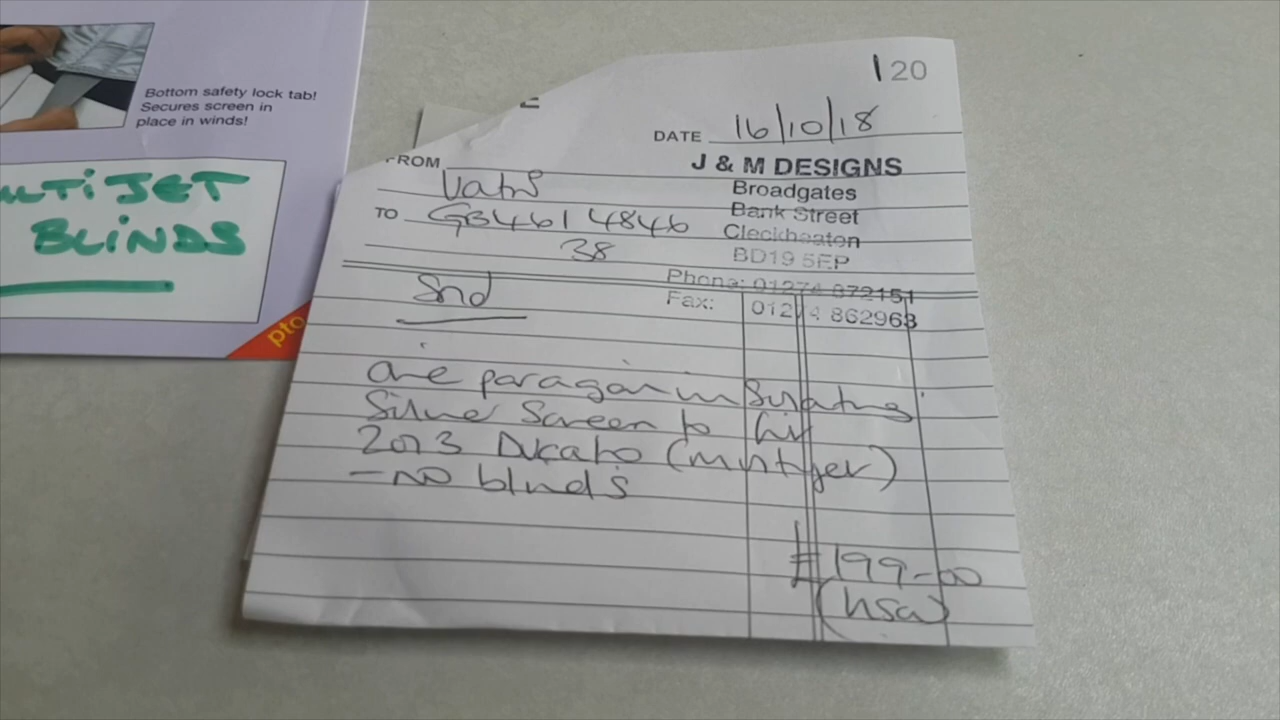 Bottom safety lock tab!
Secures screen in
place in winds!
JET
BLINDS
pto
120
DATE 16/10/18
FROM
J & M DESIGNS
Broadgates
Bank Street
Cleckheaton
BD19 5EP
Phone: 01274 872151
Fax: 01274 862963
TO GB4614846
38
one paragon insulating
Silver Screen to fit
2013 Ducato (multijet)
- no blinds
£199-00